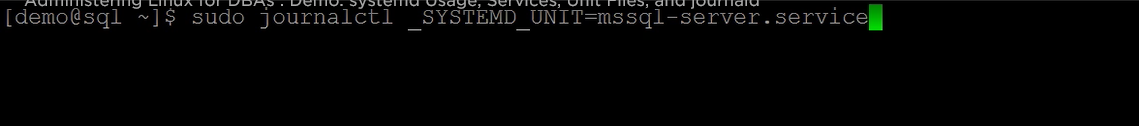 Administering Linux for DBAs : Demo: systemd Usage, Services, Unit Files, and journald
[demo@sql ~]$ sudo journalctl _SYSTEMD_UNIT=mssql-server.service